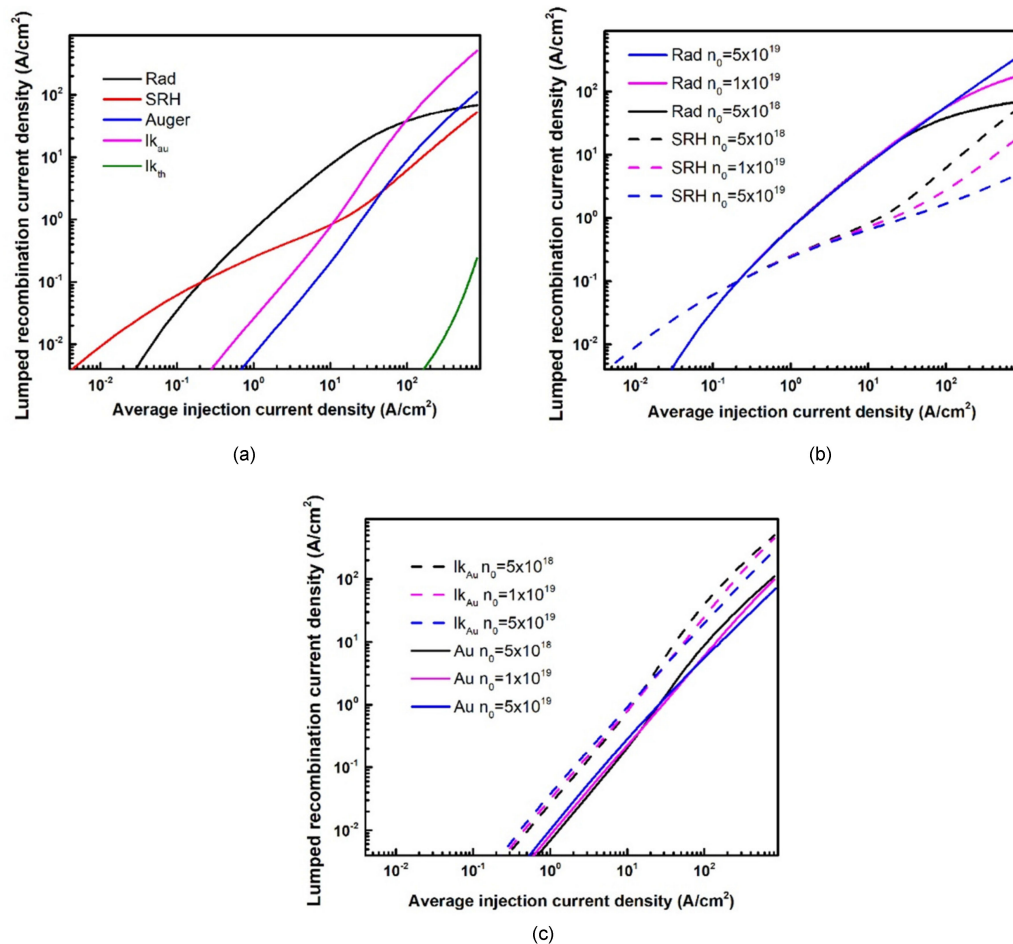 Lumped recombination current density (A/cm²)
10²
10¹
10⁰
10⁻¹
10⁻²
Rad
SRH
Auger
lk_au
lk_th
10⁻² 10⁻¹ 10⁰ 10¹ 10²
Average injection current density (A/cm²)
(a)
Lumped recombination current density (A/cm²)
10²
10¹
10⁰
10⁻¹
10⁻²
Rad n₀=5x10¹⁹
Rad n₀=1x10¹⁹
Rad n₀=5x10¹⁸
SRH n₀=5x10¹⁸
SRH n₀=1x10¹⁹
SRH n₀=5x10¹⁹
10⁻² 10⁻¹ 10⁰ 10¹ 10²
Average injection current density (A/cm²)
(b)
Lumped recombination current density (A/cm²)
10²
10¹
10⁰
10⁻¹
10⁻²
lk_Au n₀=5x10¹⁸
lk_Au n₀=1x10¹⁹
lk_Au n₀=5x10¹⁹
Au n₀=5x10¹⁸
Au n₀=1x10¹⁹
Au n₀=5x10¹⁹
10⁻² 10⁻¹ 10⁰ 10¹ 10²
Average injection current density (A/cm²)
(c)